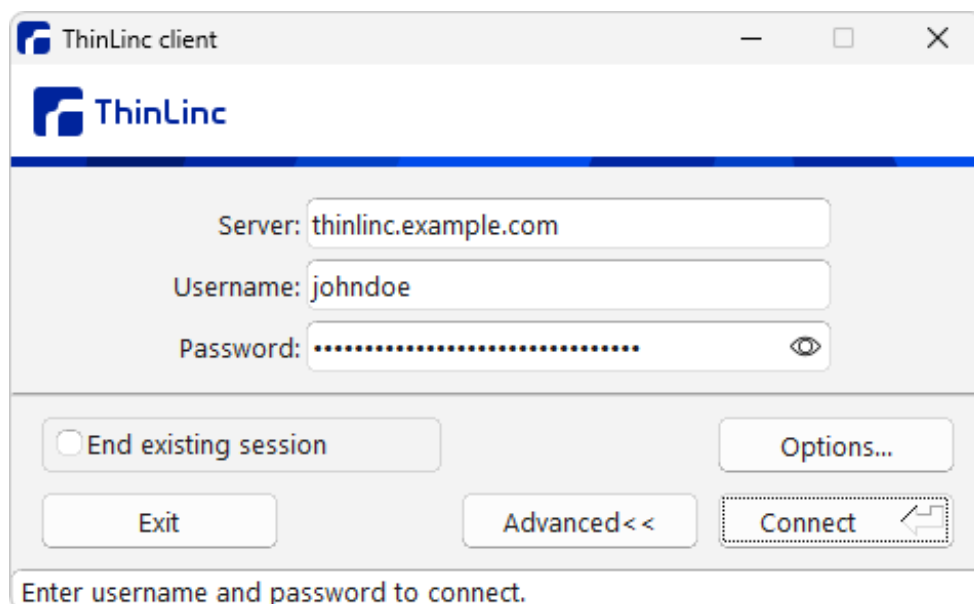 ThinLinc client
ThinLinc
Server: thinlinc.example.com
Username: johndoe
Password: ••••••••••••••••••••••••••••••••
End existing session
Options...
Exit
Advanced<<
Connect
Enter username and password to connect.